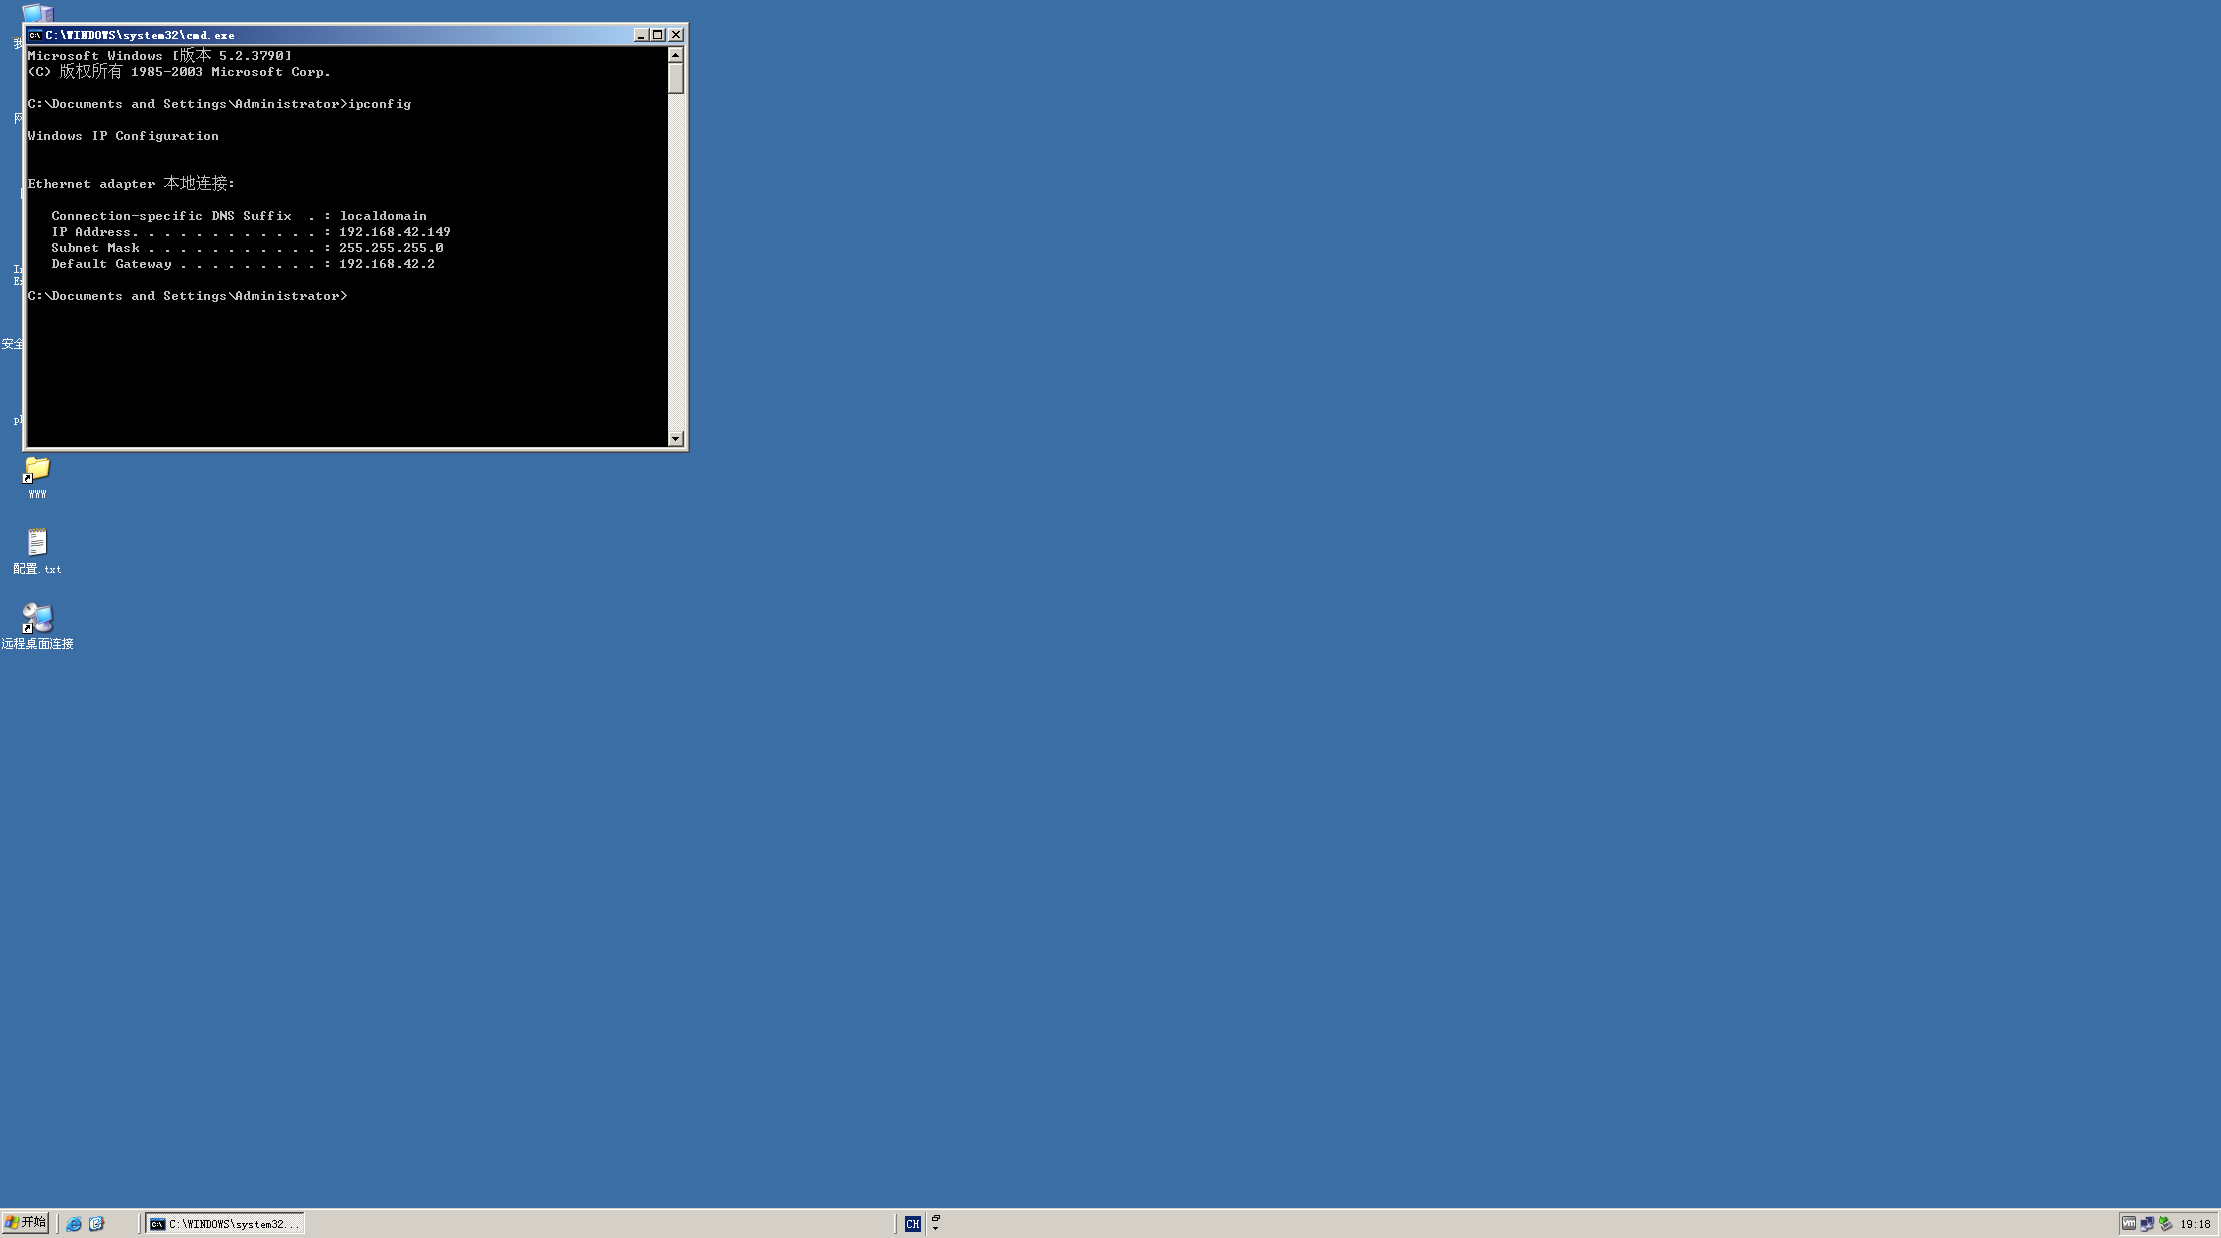 C:\WINDOWS\system32\cmd.exe
Microsoft Windows [版本 5.2.3790]
(C) 版权所有 1985-2003 Microsoft Corp.
C:\Documents and Settings\Administrator>ipconfig
Windows IP Configuration
Ethernet adapter 本地连接:
Connection-specific DNS Suffix  . : localdomain
IP Address. . . . . . . . . . . . : 192.168.42.149
Subnet Mask . . . . . . . . . . . : 255.255.255.0
Default Gateway . . . . . . . . . : 192.168.42.2
C:\Documents and Settings\Administrator>
安全
WWW
配置.txt
远程桌面连接
开始
C:\WINDOWS\system32...
CH
19:18